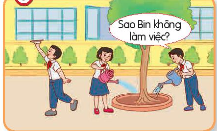 Sao Bin không
làm việc?